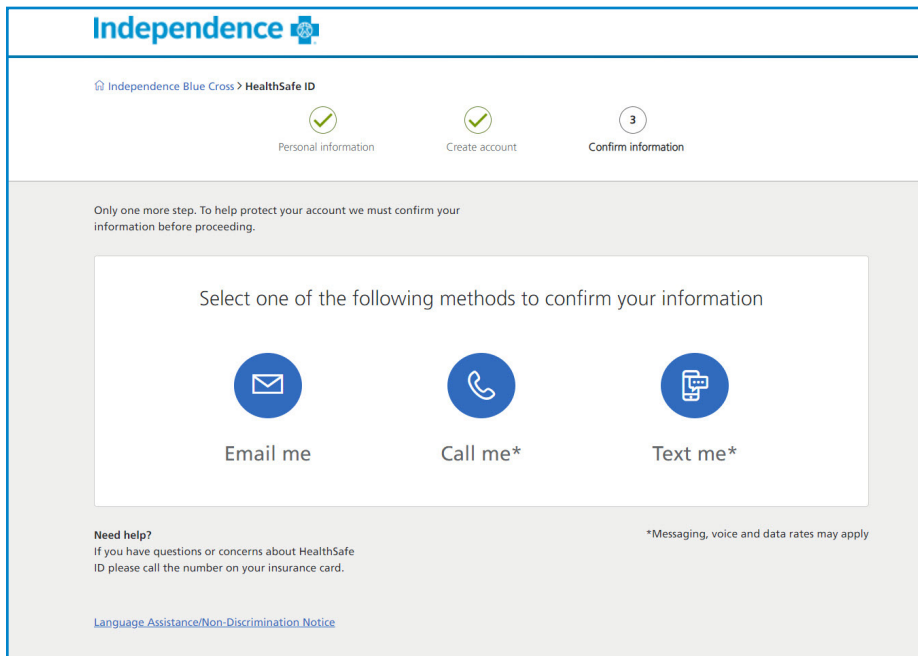 Independence
Independence Blue Cross > HealthSafe ID
3
Personal information
Create account
Confirm information
Only one more step. To help protect your account we must confirm your
information before proceeding.
Select one of the following methods to confirm your information
Email me
Call me*
Text me*
Need help?
If you have questions or concerns about HealthSafe
ID please call the number on your insurance card.
*Messaging, voice and data rates may apply
Language Assistance/Non-Discrimination Notice